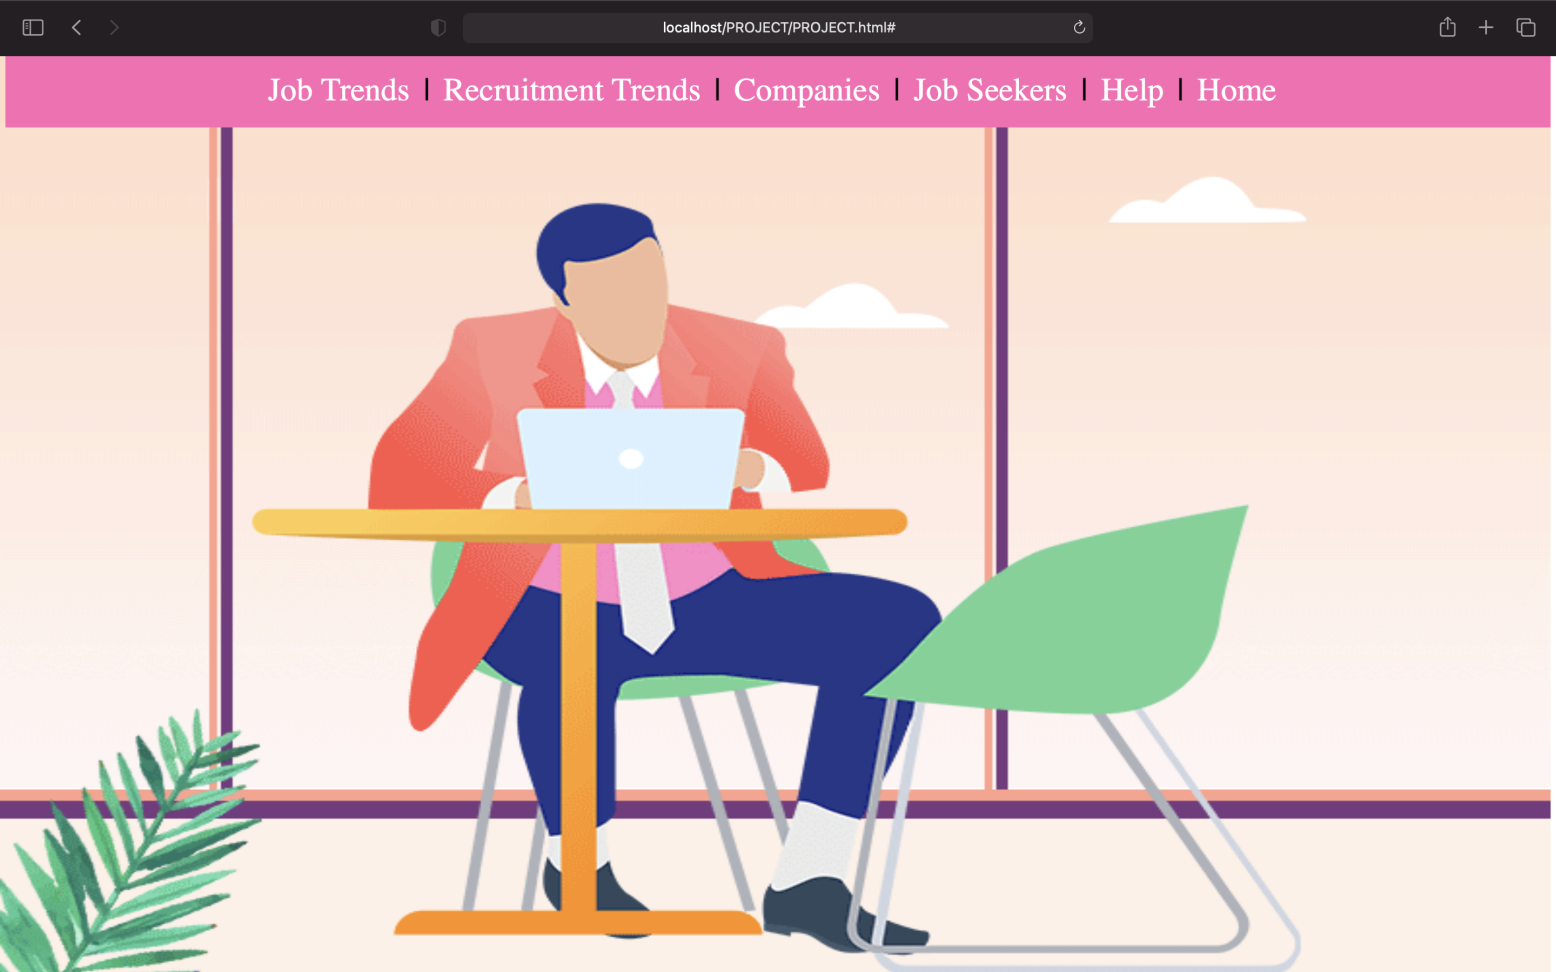 localhost/PROJECT/PROJECT.html#
Job Trends | Recruitment Trends | Companies | Job Seekers | Help | Home